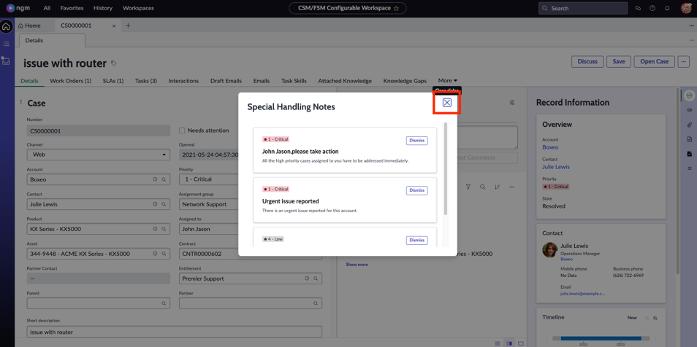 ngm
All
Favorites
History
Workspaces
CSM/FSM Configurable Workspace
Search
Home
CS0000001
Details
issue with router
Discuss
Save
Open Case
Details
Work Orders (1)
SLAs (1)
Tasks (3)
Interactions
Draft Emails
Emails
Task Skills
Attached Knowledge
Knowledge Gaps
More
Case
Number
CS0000001
Needs attention
Channel
Web
Opened
2021-05-24 04:57:30
Account
Boxeo
Priority
1 - Critical
Contact
Julie Lewis
Assignment group
Network Support
Product
KX Series - KX5000
Assigned to
John Jason
Asset
344-9448 - ACME KX Series - KX5000
Contract
CNTR0000602
Partner Contact
Entitlement
Premier Support
Parent
Partner
Short description
issue with router
Special Handling Notes
1 - Critical
Dismiss
John Jason,please take action
All the high priority cases assigned to you have to be addressed immediately.
1 - Critical
Dismiss
Urgent issue reported
There is an urgent issue reported for this account.
4 - Low
Dismiss
KX5000
Show more
Record Information
Overview
Account
Boxeo
Contact
Julie Lewis
Priority
1 - Critical
State
Resolved
Contact
Julie Lewis
Operations Manager
Boxeo
Mobile phone
No Data
Business phone
(628) 722-6969
Email
julie.lewis@example.c...
Timeline
New